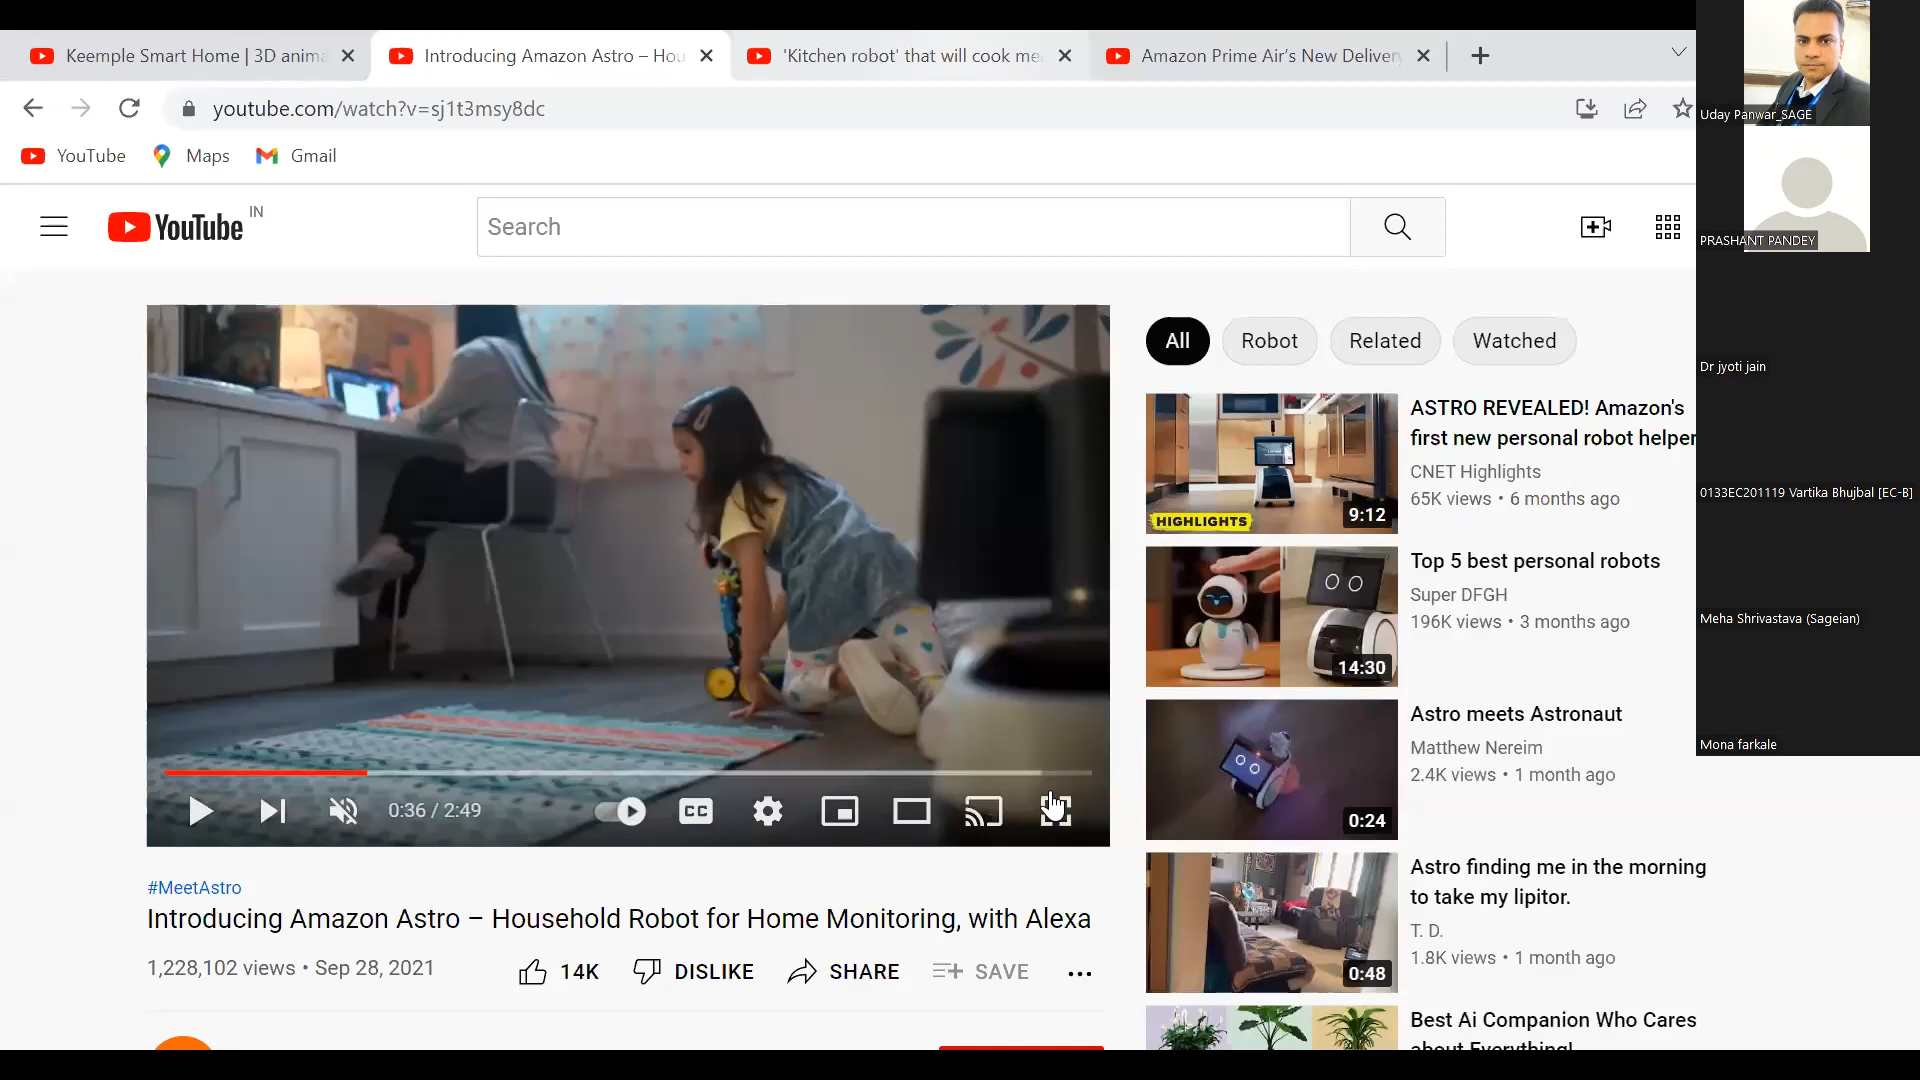 Keemple Smart Home | 3D anima
Introducing Amazon Astro – Hou
'Kitchen robot' that will cook me
Amazon Prime Air's New Delivery
youtube.com/watch?v=sj1t3msy8dc
YouTube
Maps
Gmail
YouTube IN
Search
All
Robot
Related
Watched
0:36 / 2:49
CC
#MeetAstro
Introducing Amazon Astro – Household Robot for Home Monitoring, with Alexa
1,228,102 views • Sep 28, 2021
14K
DISLIKE
SHARE
SAVE
HIGHLIGHTS
9:12
ASTRO REVEALED! Amazon's
first new personal robot helper
CNET Highlights
65K views • 6 months ago
14:30
Top 5 best personal robots
Super DFGH
196K views • 3 months ago
0:24
Astro meets Astronaut
Matthew Nereim
2.4K views • 1 month ago
0:48
Astro finding me in the morning
to take my lipitor.
T. D.
1.8K views • 1 month ago
Best Ai Companion Who Cares
about Everything!
Uday Panwar_SAGE
PRASHANT PANDEY
Dr jyoti jain
0133EC201119 Vartika Bhujbal [EC-B]
Meha Shrivastava (Sageian)
Mona farkale